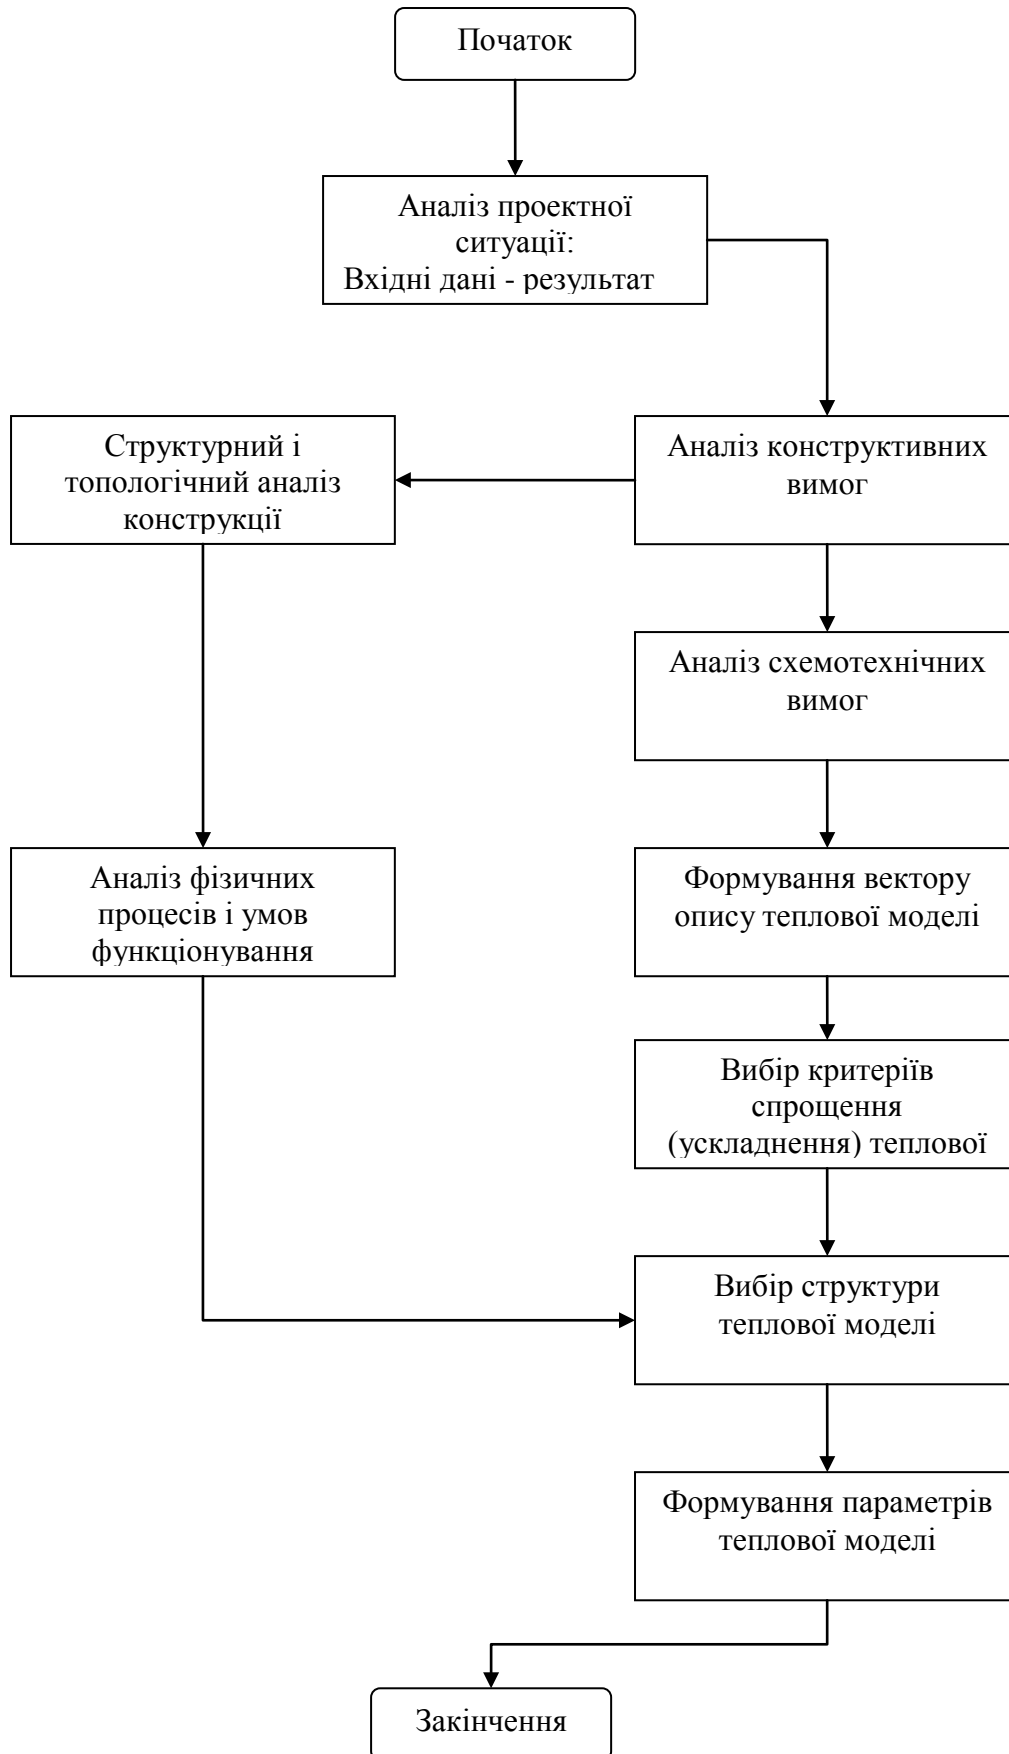 Початок
Аналіз проектної
ситуації:
Вхідні дані - результат
Структурний і
топологічний аналіз
конструкції
Аналіз конструктивних
вимог
Аналіз схемотехнічних
вимог
Аналіз фізичних
процесів і умов
функціонування
Формування вектору
опису теплової моделі
Вибір критеріїв
спрощення
(ускладнення) теплової
Вибір структури
теплової моделі
Формування параметрів
теплової моделі
Закінчення